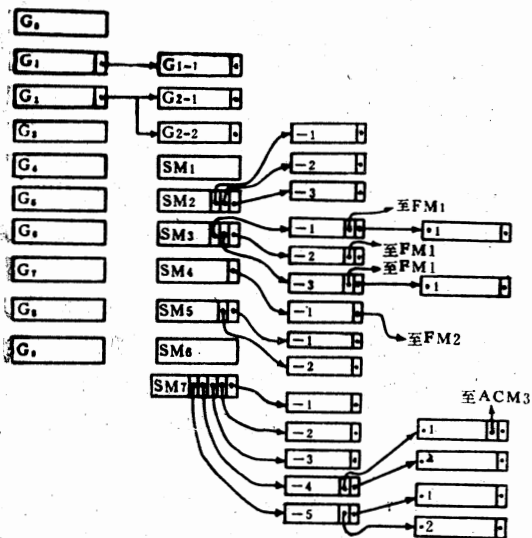 G₀
G₁
G₂
G₃
G₄
G₅
G₆
G₇
G₈
G₉
G1-1
G2-1
G2-2
SM1
SM2
SM3
SM4
SM5
SM6
SM7
-1
-2
-3
-1
至FM1
-2
至FM1
至FM1
-3
-1
至FM2
-1
-2
-1
-2
-3
-4
-5
·1
·1
至ACM3
·1
·1
·2